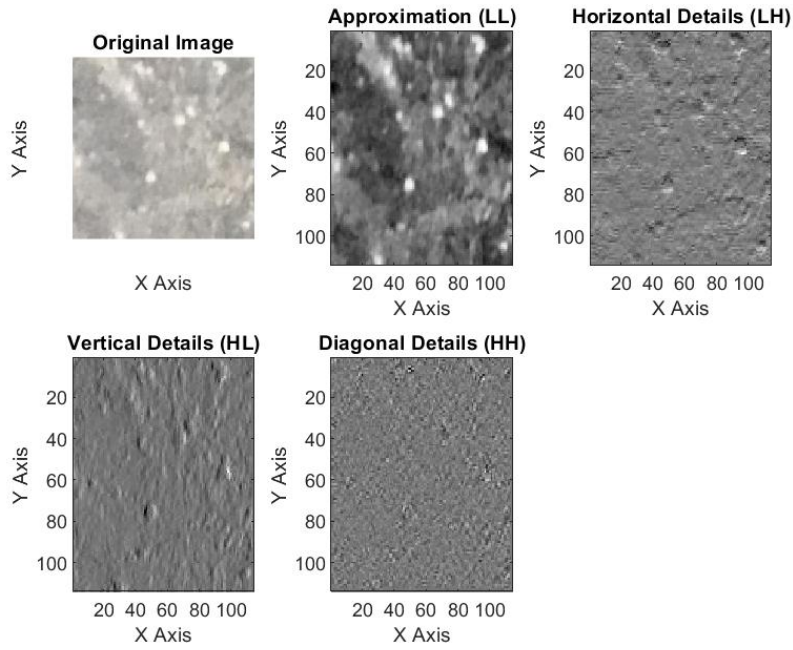 Original Image
Y Axis
X Axis
Approximation (LL)
20
40
60
80
100
Y Axis
20 40 60 80 100
X Axis
Horizontal Details (LH)
20
40
60
80
100
Y Axis
20 40 60 80 100
X Axis
Vertical Details (HL)
20
40
60
80
100
Y Axis
20 40 60 80 100
X Axis
Diagonal Details (HH)
20
40
60
80
100
Y Axis
20 40 60 80 100
X Axis